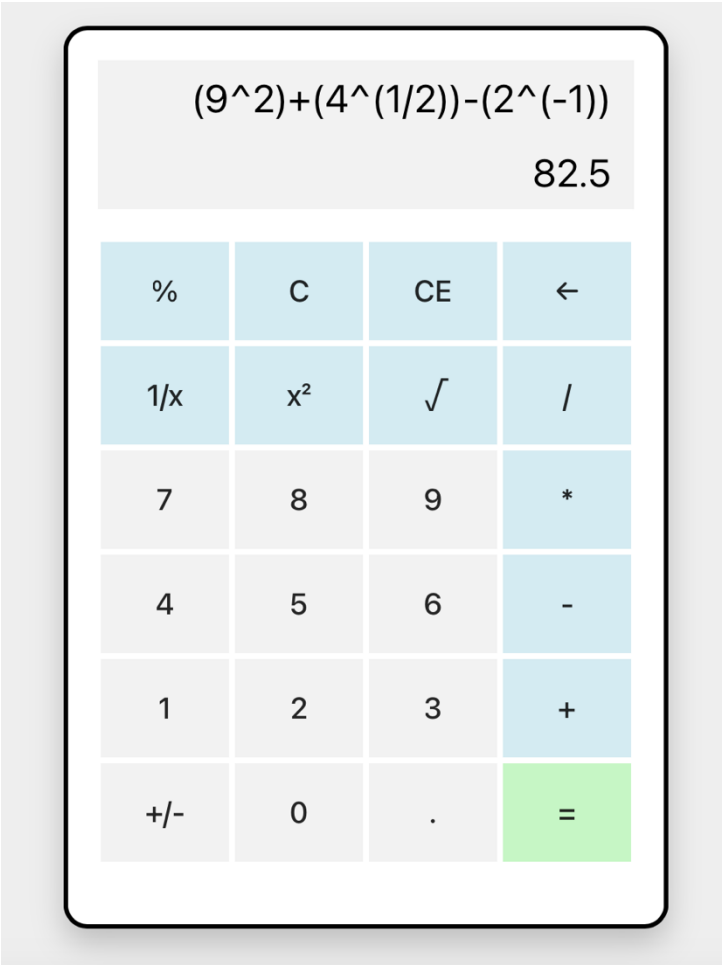 (9^2)+(4^(1/2))-(2^(-1))
82.5
% C CE ←
1/x x² √ /
7 8 9 *
4 5 6 -
1 2 3 +
+/- 0 . =